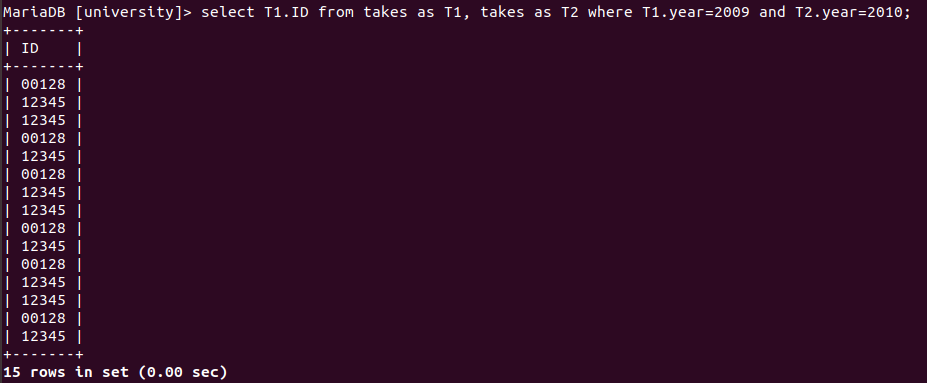 MariaDB [university]> select T1.ID from takes as T1, takes as T2 where T1.year=2009 and T2.year=2010;
+-------+
| ID    |
+-------+
| 00128 |
| 12345 |
| 12345 |
| 00128 |
| 12345 |
| 00128 |
| 12345 |
| 12345 |
| 00128 |
| 12345 |
| 00128 |
| 12345 |
| 12345 |
| 00128 |
| 12345 |
+-------+
15 rows in set (0.00 sec)